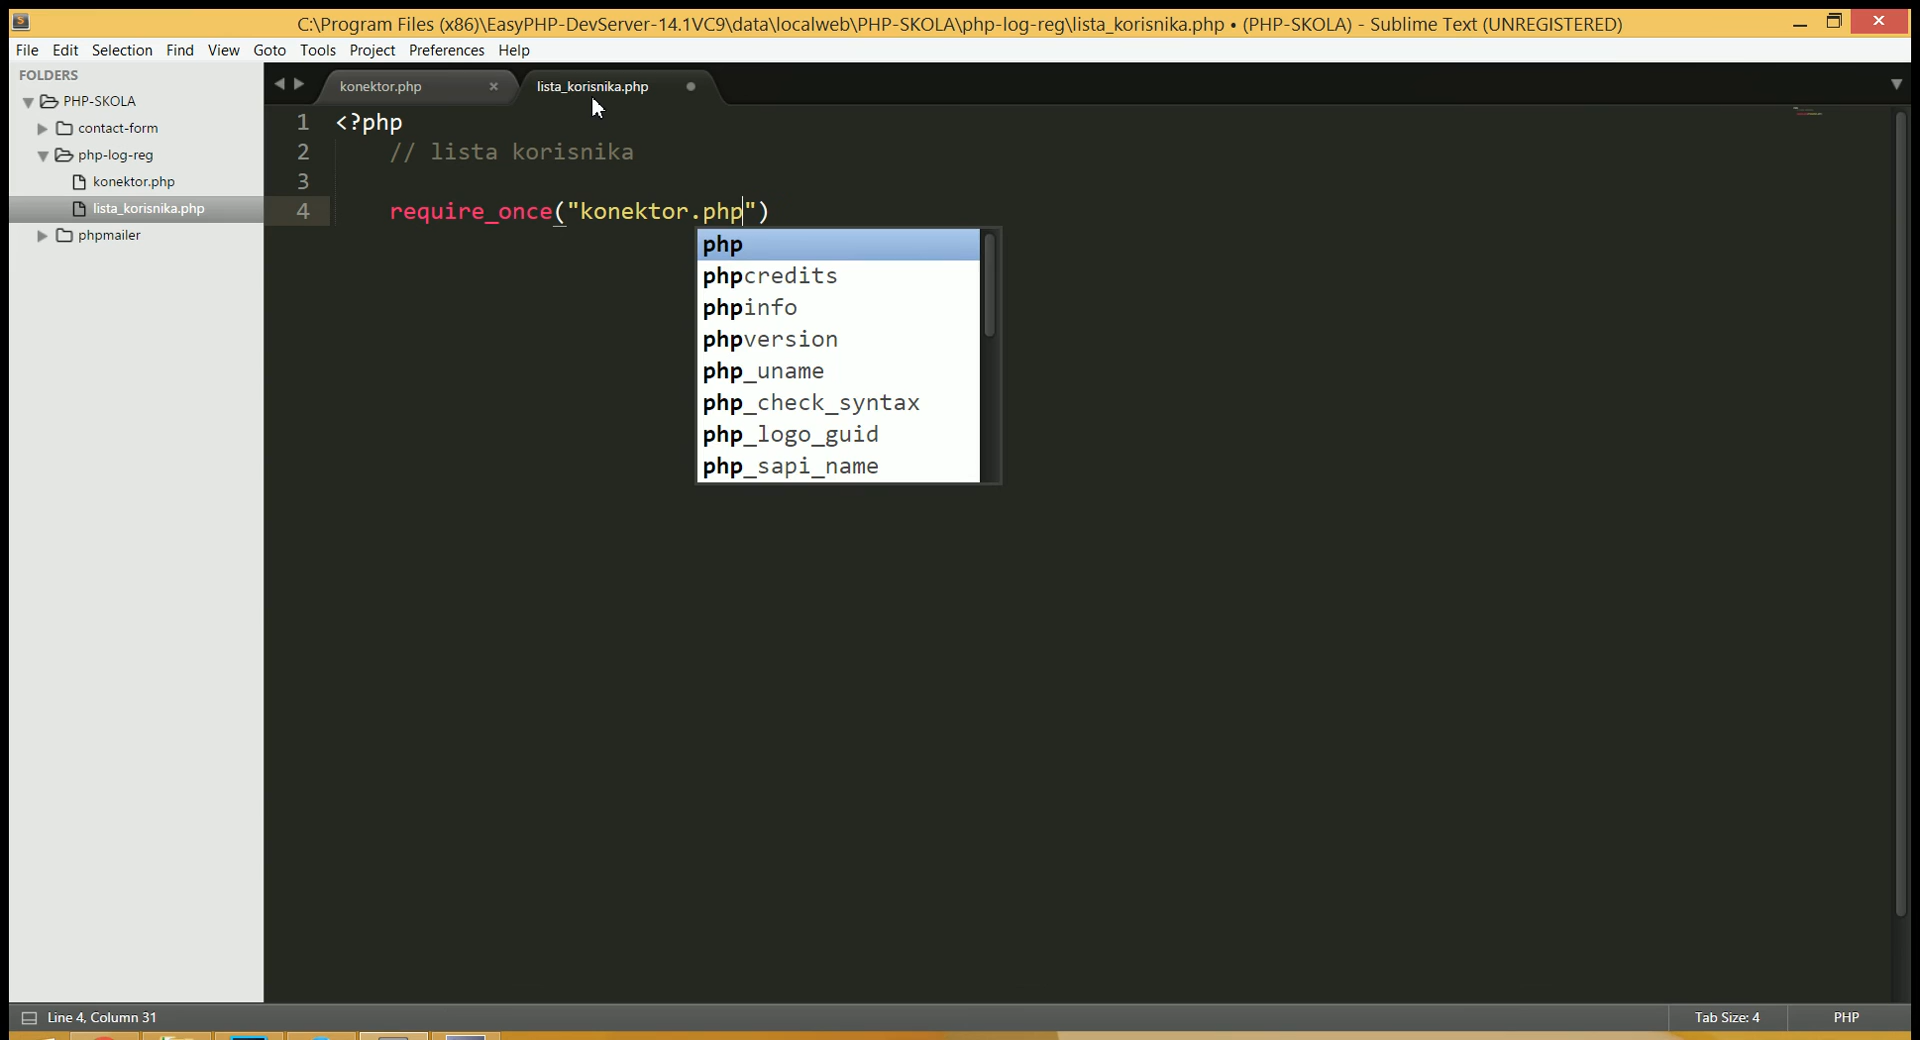 C:\Program Files (x86)\EasyPHP-DevServer-14.1VC9\data\localweb\PHP-SKOLA\php-log-reg\lista_korisnika.php • (PHP-SKOLA) - Sublime Text (UNREGISTERED)
File Edit Selection Find View Goto Tools Project Preferences Help
FOLDERS
PHP-SKOLA
contact-form
php-log-reg
konektor.php
lista_korisnika.php
phpmailer
konektor.php
lista_korisnika.php
1 <?php
2 // lista korisnika
3
4 require_once("konektor.php")
php
phpcredits
phpinfo
phpversion
php_uname
php_check_syntax
php_logo_guid
php_sapi_name
Line 4, Column 31
Tab Size: 4
PHP